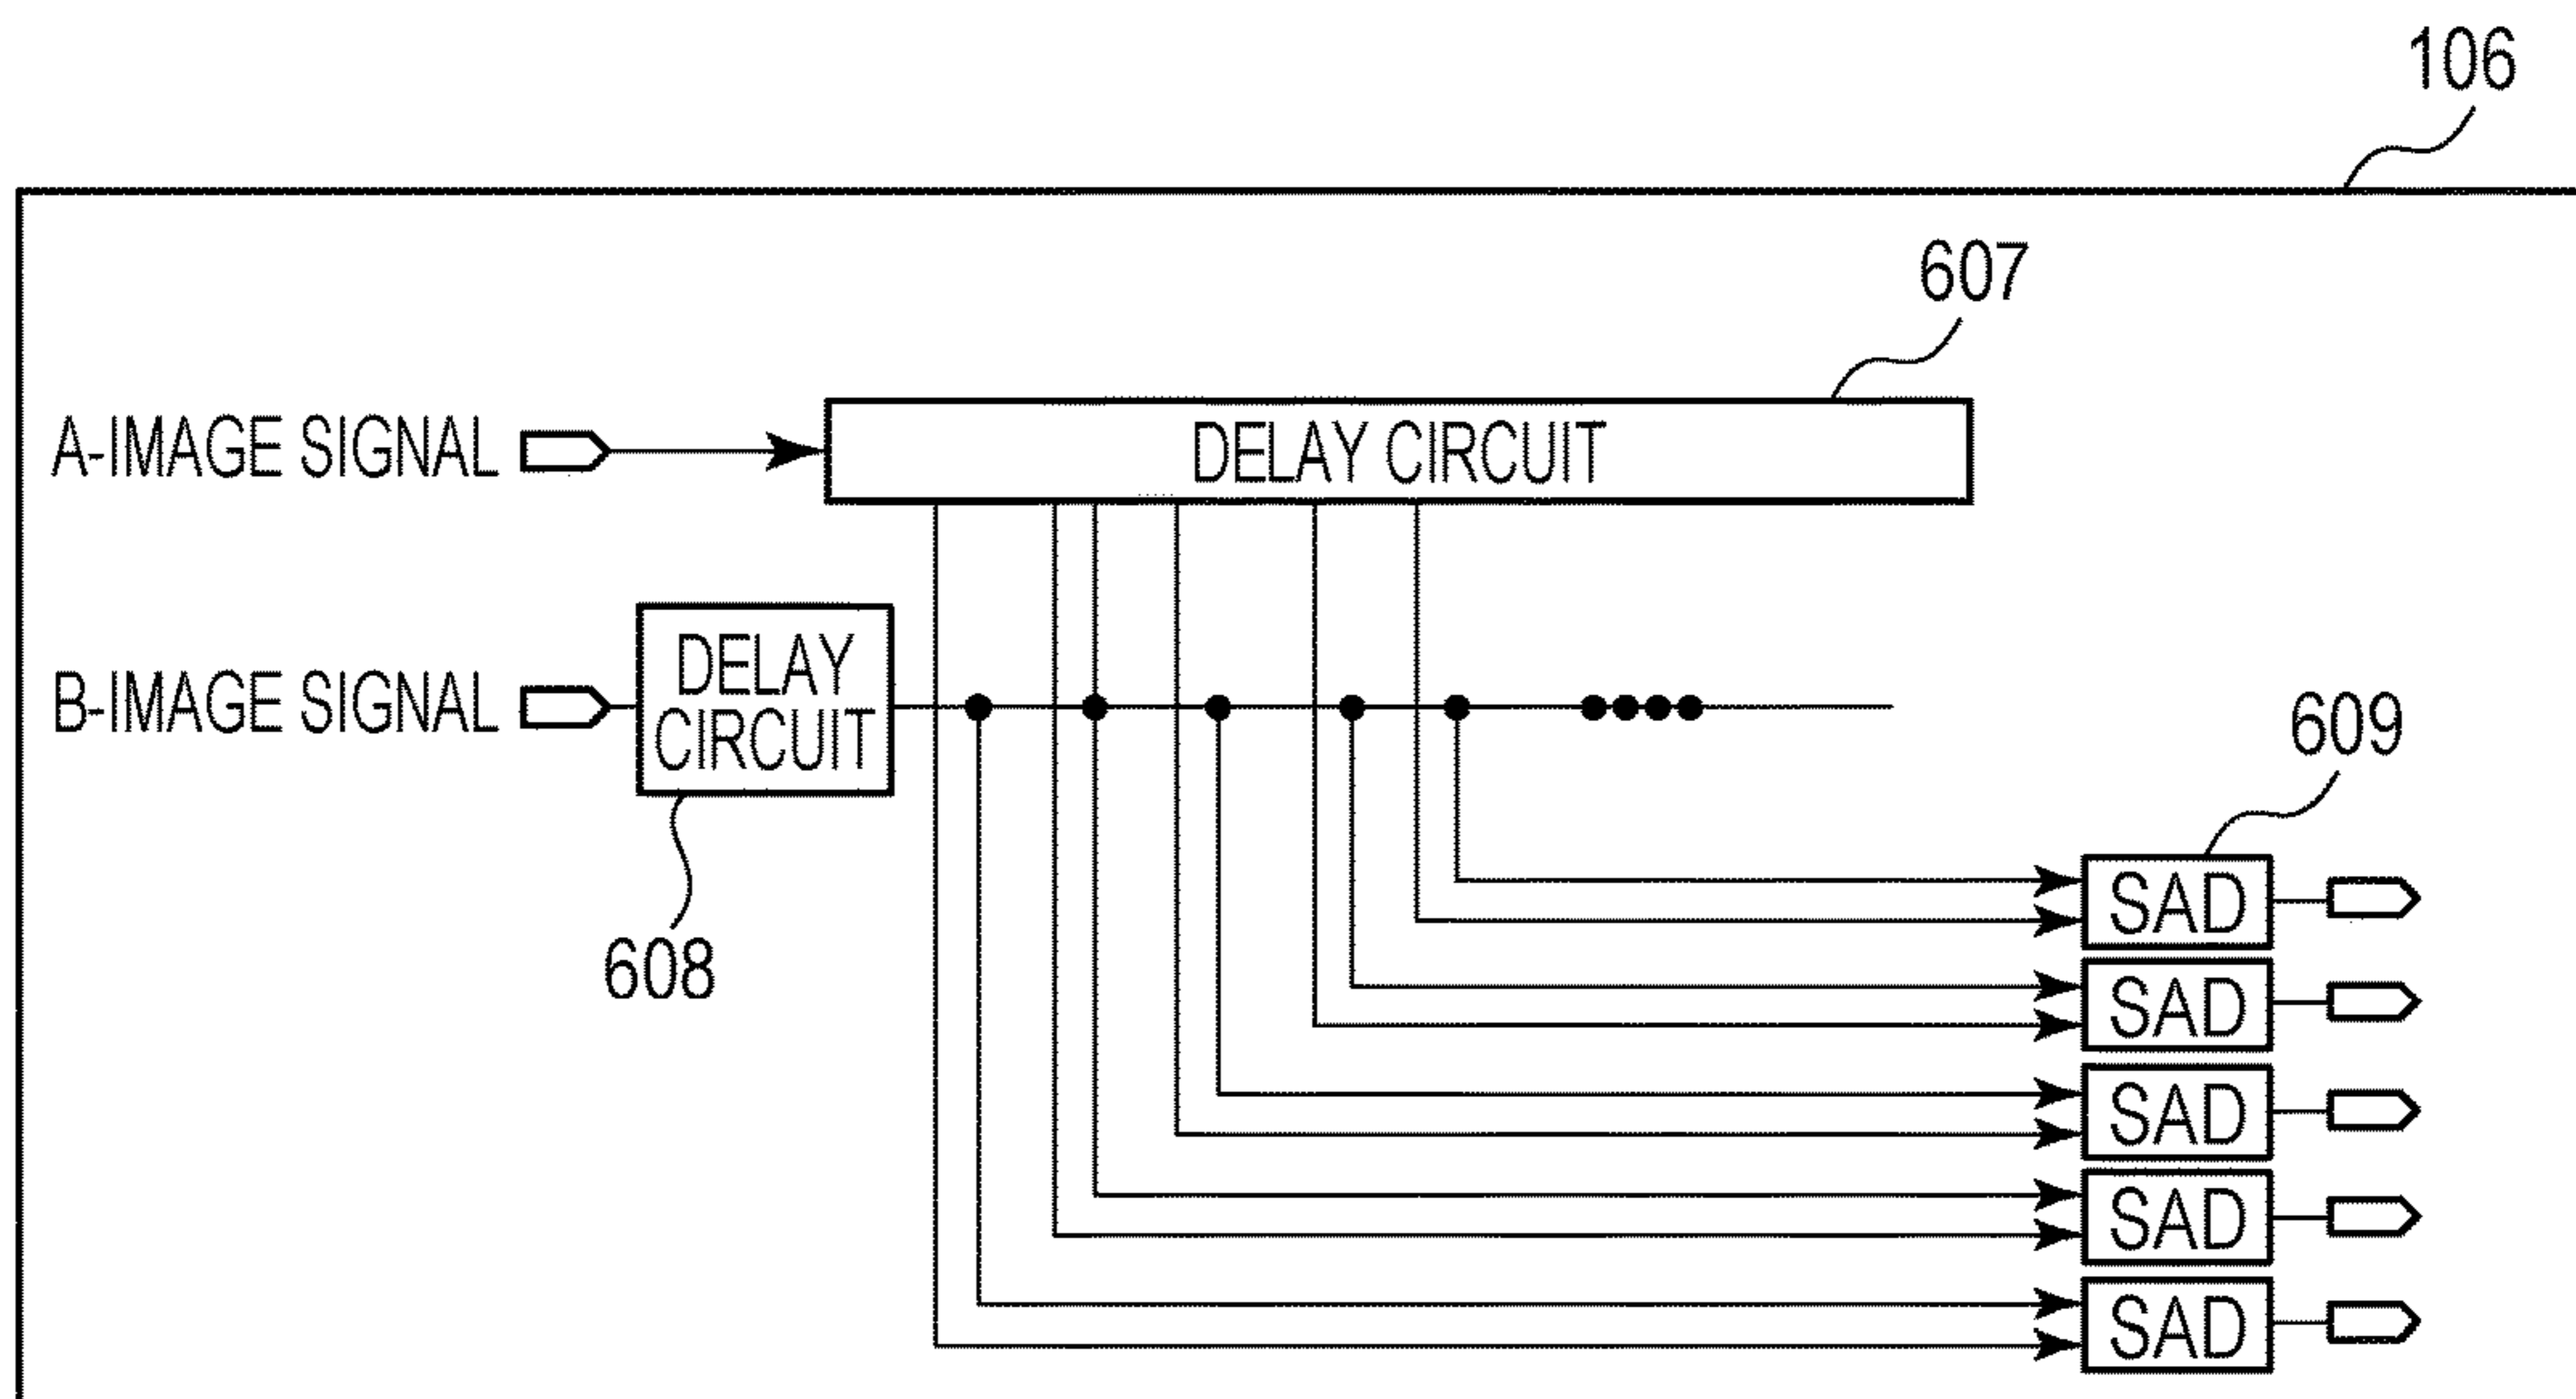 106
607
A-IMAGE SIGNAL
DELAY CIRCUIT
B-IMAGE SIGNAL
DELAY
CIRCUIT
609
608
SAD
SAD
SAD
SAD
SAD